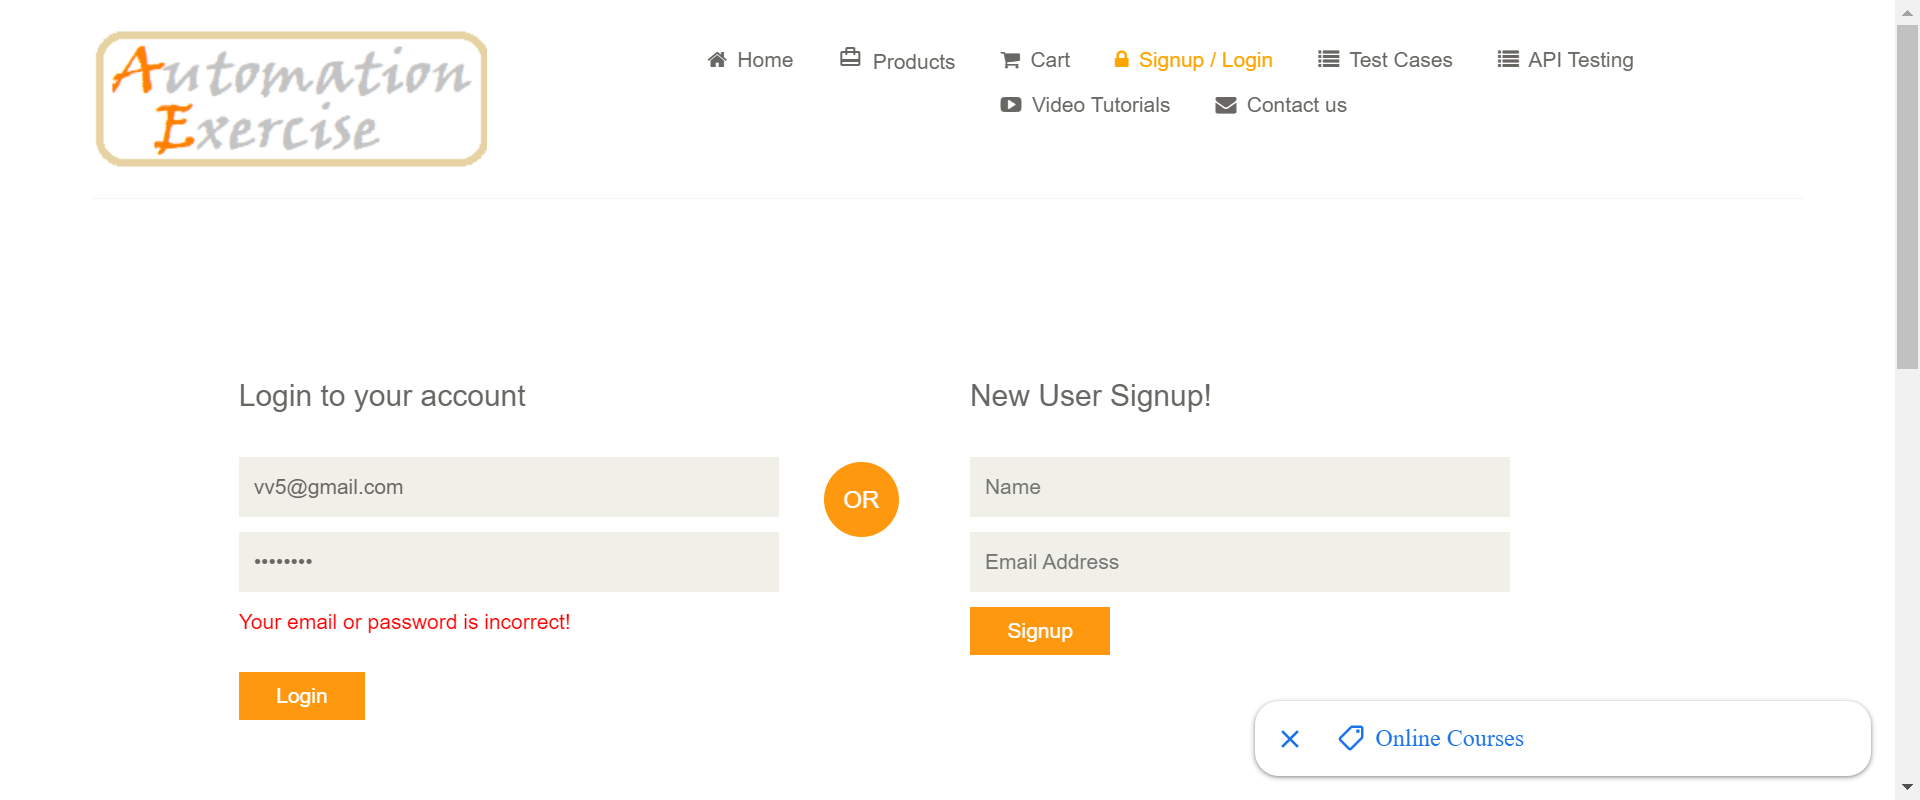 Automation
Exercise
Home Products Cart Signup / Login Test Cases API Testing
Video Tutorials Contact us
Login to your account
vv5@gmail.com
••••••••
Your email or password is incorrect!
Login
OR
New User Signup!
Name
Email Address
Signup
Online Courses